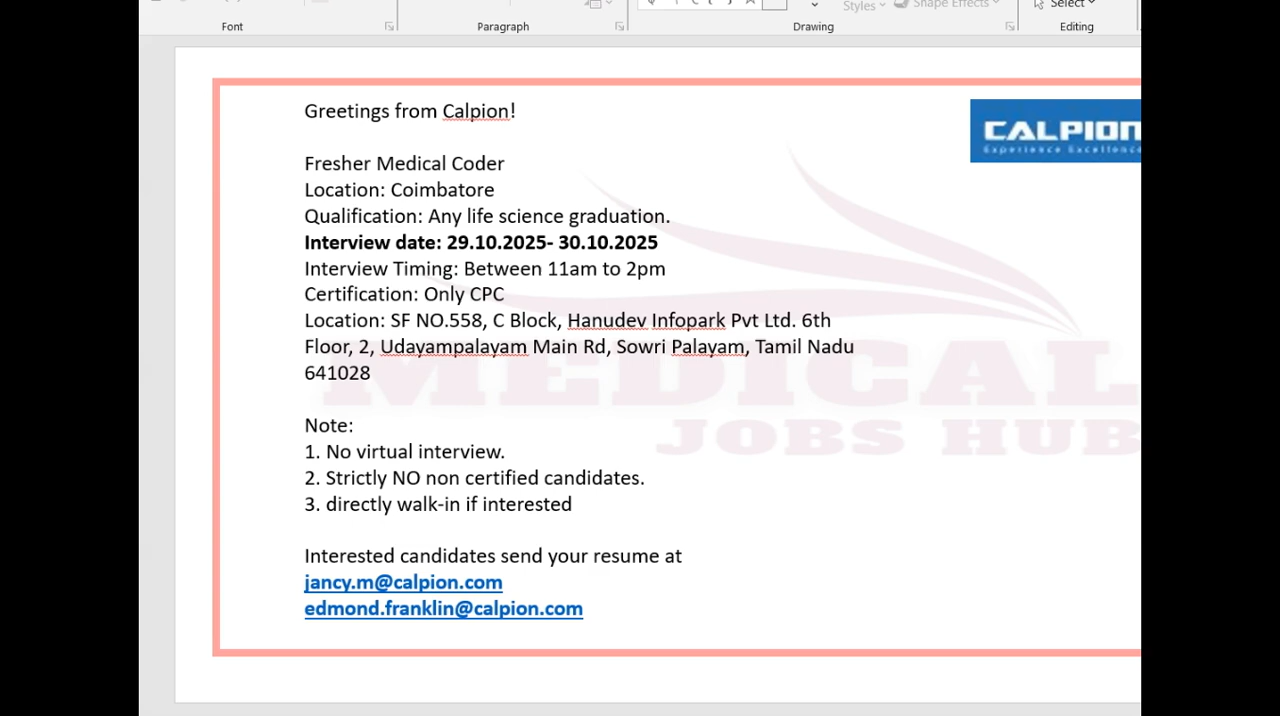 Font
Paragraph
Styles
Shape Effects
Drawing
Select
Editing
Greetings from Calpion!
CALPION
Experience Excellence
Fresher Medical Coder
Location: Coimbatore
Qualification: Any life science graduation.
Interview date: 29.10.2025- 30.10.2025
Interview Timing: Between 11am to 2pm
Certification: Only CPC
Location: SF NO.558, C Block, Hanudev Infopark Pvt Ltd. 6th
Floor, 2, Udayampalayam Main Rd, Sowri Palayam, Tamil Nadu
641028
MEDICAL
JOBS HUB
Note:
1. No virtual interview.
2. Strictly NO non certified candidates.
3. directly walk-in if interested
Interested candidates send your resume at
jancy.m@calpion.com
edmond.franklin@calpion.com